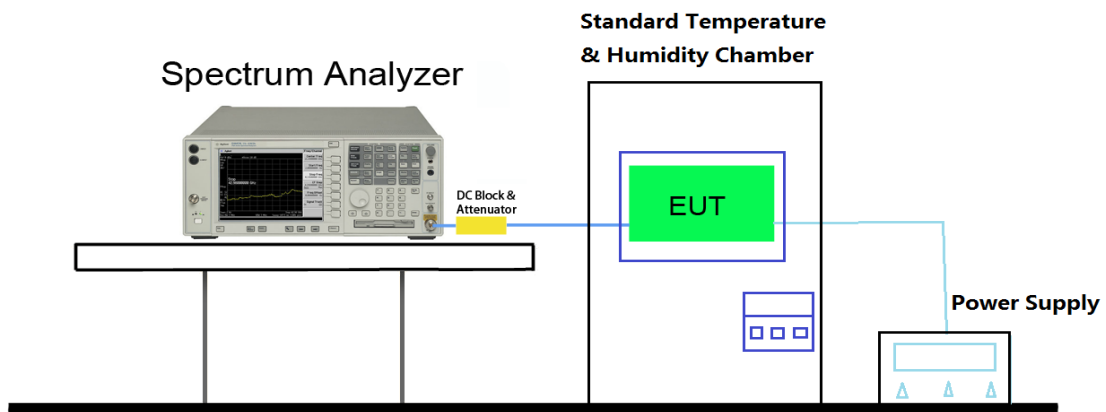 Standard Temperature
& Humidity Chamber
Spectrum Analyzer
DC Block &
Attenuator
EUT
Power Supply